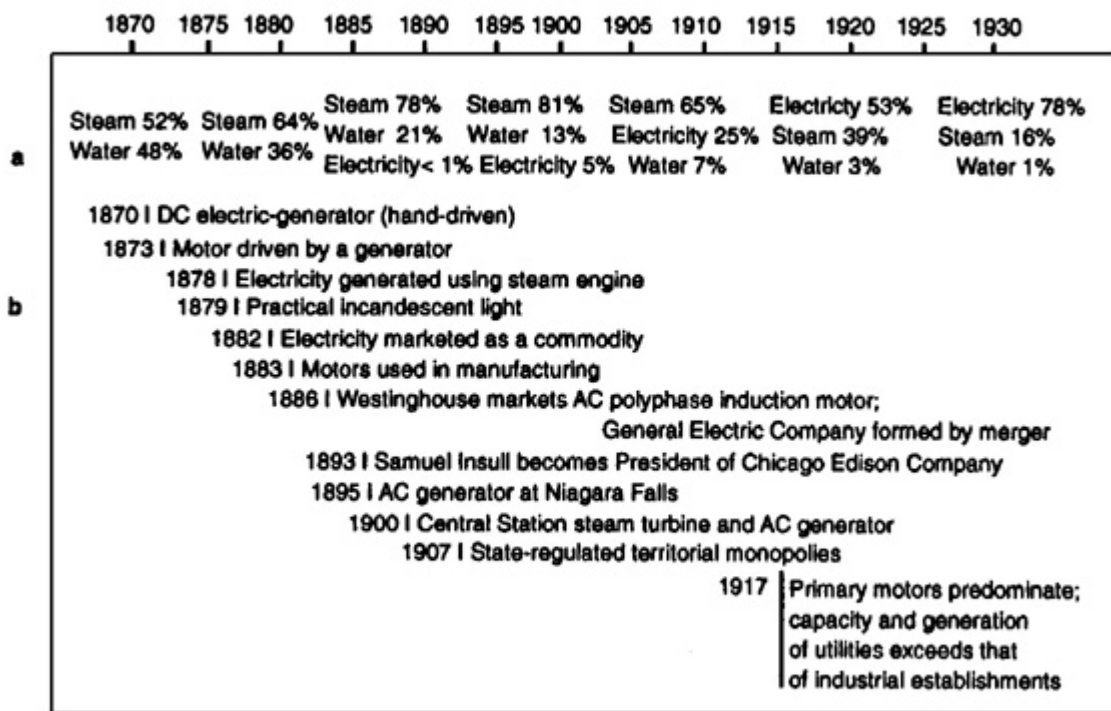 1870 1875 1880 1885 1890 1895 1900 1905 1910 1915 1920 1925 1930
Steam 78% Steam 81% Steam 65% Electricty 53% Electricity 78%
Steam 52% Steam 64%
Water 21% Water 13% Electricity 25% Steam 39% Steam 16%
a Water 48% Water 36%
Electricity< 1% Electricity 5% Water 7% Water 3% Water 1%
1870 I DC electric-generator (hand-driven)
1873 I Motor driven by a generator
1878 I Electricity generated using steam engine
b 1879 I Practical incandescent light
1882 I Electricity marketed as a commodity
1883 I Motors used in manufacturing
1886 I Westinghouse markets AC polyphase induction motor;
General Electric Company formed by merger
1893 I Samuel Insull becomes President of Chicago Edison Company
1895 I AC generator at Niagara Falls
1900 I Central Station steam turbine and AC generator
1907 I State-regulated territorial monopolies
1917 Primary motors predominate;
capacity and generation
of utilities exceeds that
of industrial establishments